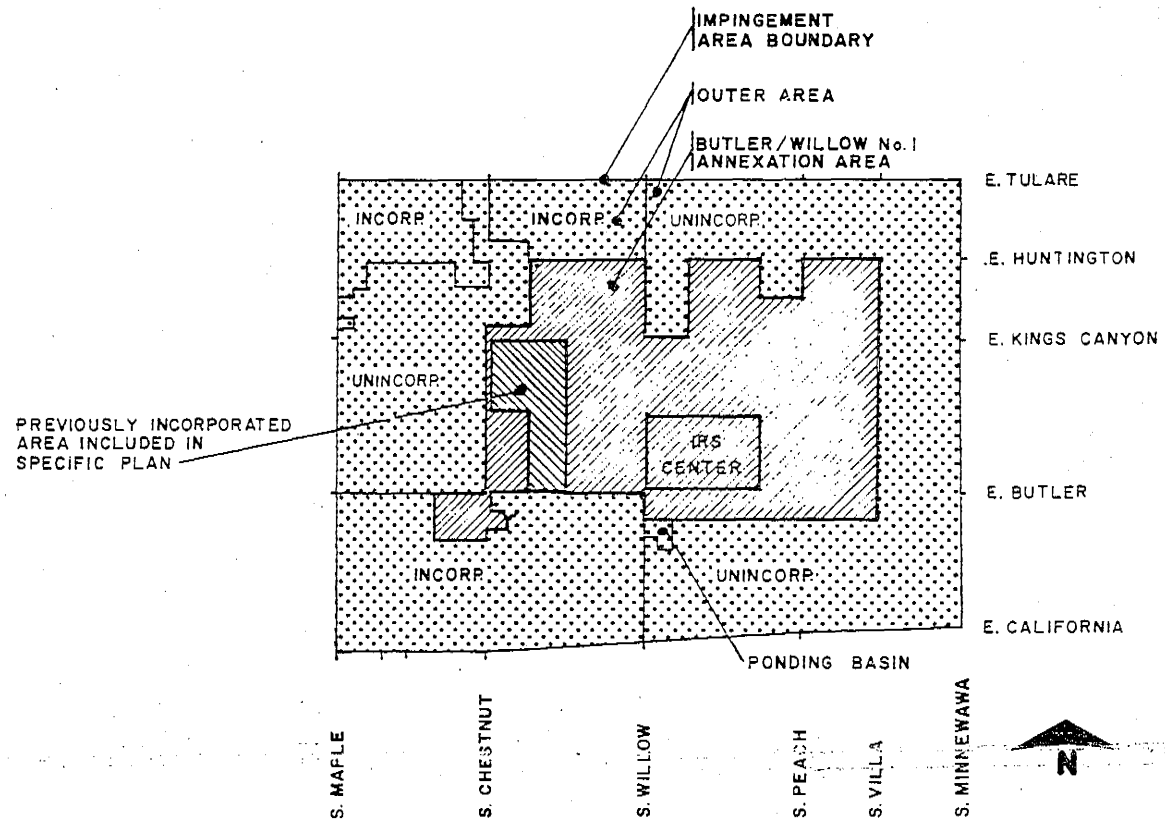 IMPINGEMENT
AREA BOUNDARY
OUTER AREA
BUTLER/WILLOW No. 1
ANNEXATION AREA
E. TULARE
INCORP.
INCORP.
UNINCORP.
.E. HUNTINGTON
E. KINGS CANYON
UNINCORP.
PREVIOUSLY INCORPORATED
AREA INCLUDED IN
SPECIFIC PLAN
IRS
CENTER
E. BUTLER
INCORP.
UNINCORP.
E. CALIFORNIA
PONDING BASIN
S. MAPLE
S. CHESTNUT
S. WILLOW
S. PEACH
S. VILLA
S. MINNEWAWA
N